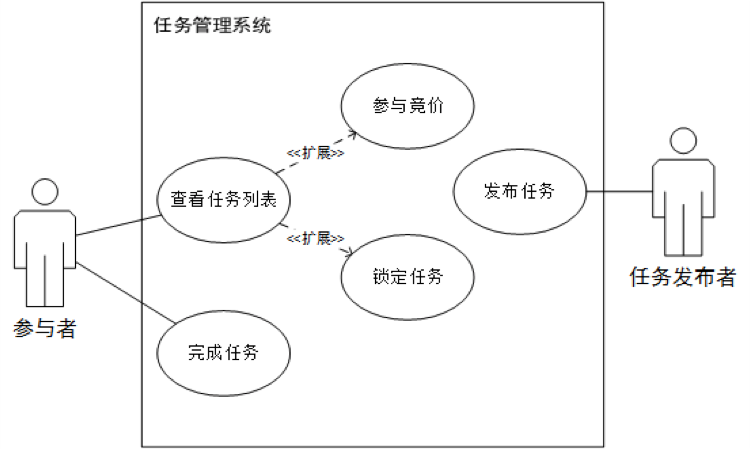 任务管理系统
参与竟价
<<扩展>>
查看任务列表
发布任务
<<扩展>>
锁定任务
任务发布者
参与者
完成任务